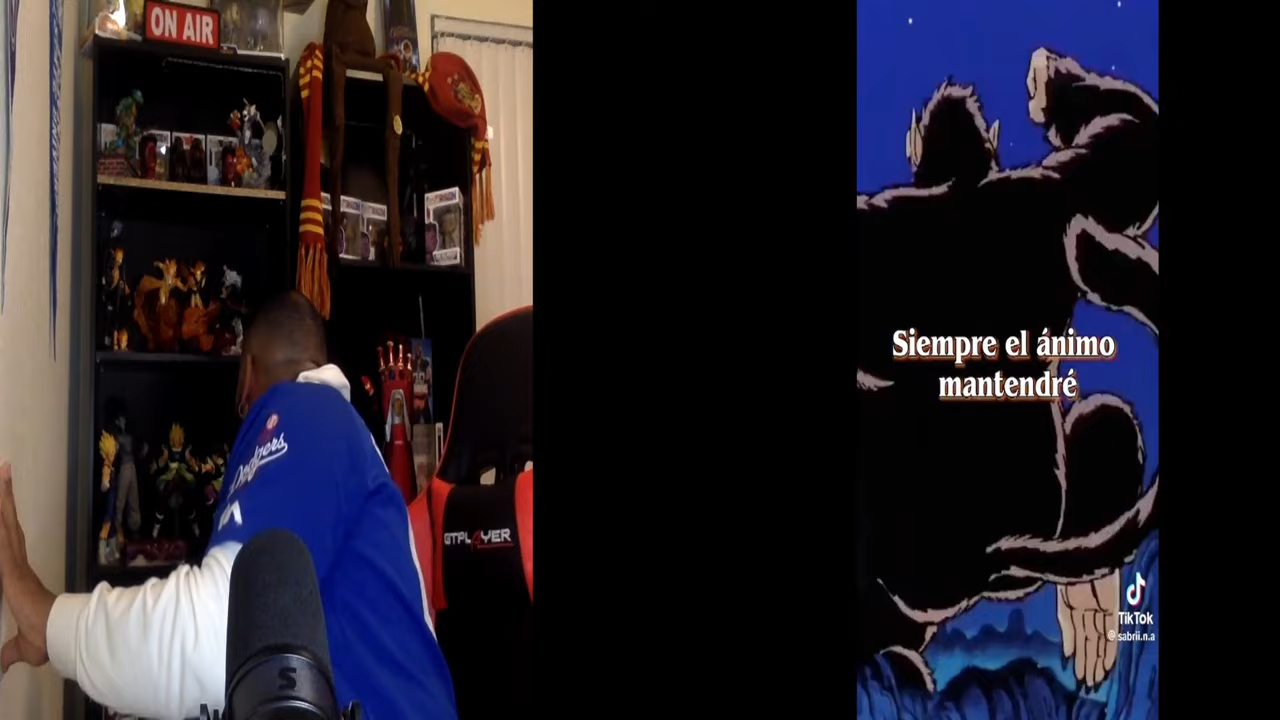 ON AIR
Dodgers
GTPLAYER
S
Siempre el ánimo
mantendré
TikTok
@ sabrii.n.a